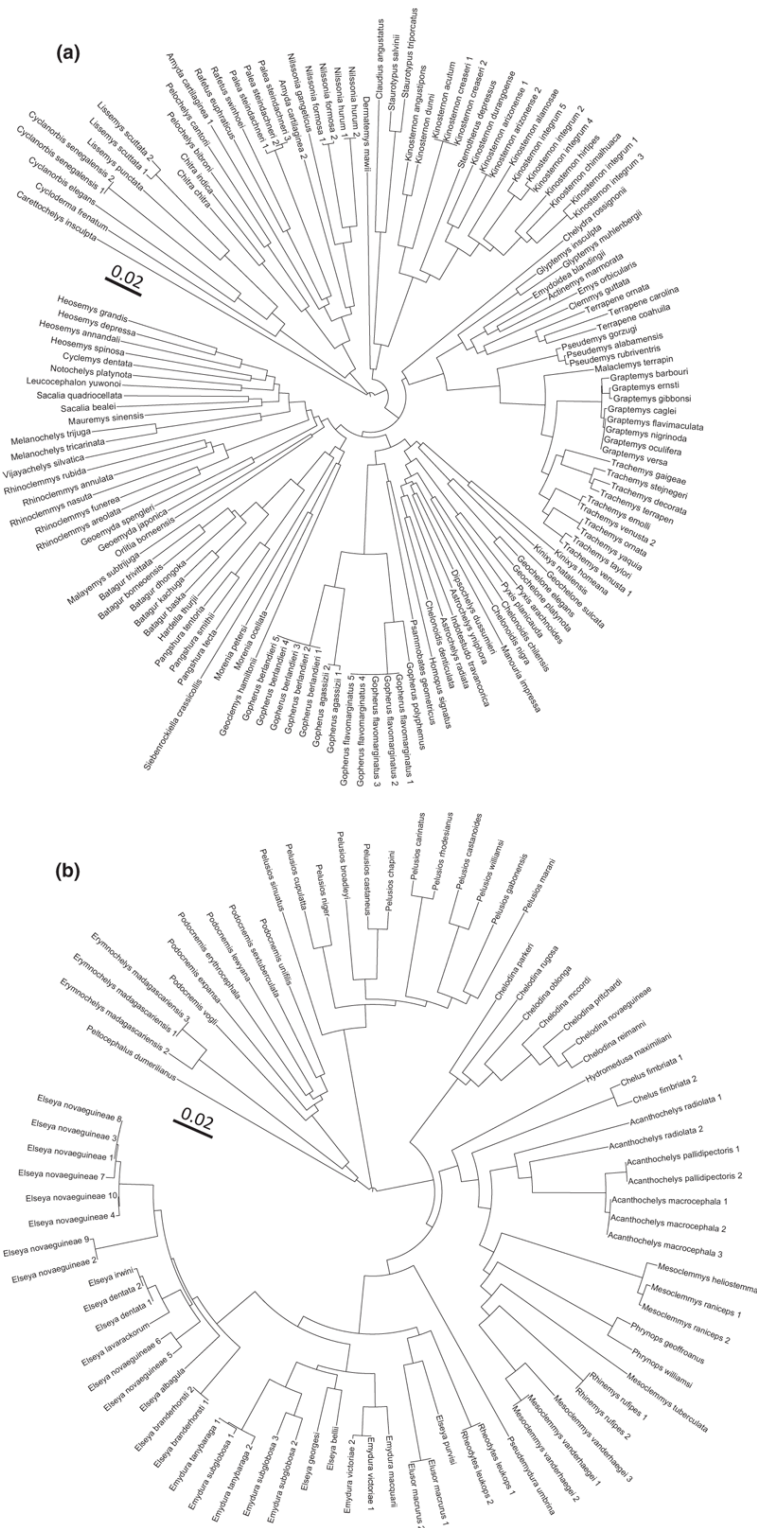 (a)
Carettochelys insculpta
Cycloderma frenatum
Cyclanorbis elegans
Cyclanorbis senegalensis 1
Cyclanorbis senegalensis 2
Lissemys punctata
Lissemys scuttata 1
Lissemys scuttata 2
Chitra chitra
Chitra indica
Pelochelys bibroni
Pelochelys cantorii
Amyda cartilaginea 1
Rafetus euphraticus
Rafetus swinhoei
Palea steindachneri 1
Palea steindachneri 2
Palea steindachneri 3
Amyda cartilaginea 2
Nilssonia gangeticus
Nilssonia formosa 1
Nilssonia formosa 2
Nilssonia hurum 1
Nilssonia hurum 2
Dermatemys mawii
Claudius angustatus
Staurotypus salvinii
Staurotypus triporcatus
Kinosternon angustipons
Kinosternon dunni
Kinosternon acutum
Kinosternon creaseri 1
Kinosternon creaseri 2
Sternotherus depressus
Kinosternon durangoense
Kinosternon arizonense 1
Kinosternon arizonense 2
Kinosternon alamosae
Kinosternon integrum 5
Kinosternon integrum 2
Kinosternon integrum 4
Kinosternon hirtipes
Kinosternon chimalhuaca
Kinosternon integrum 1
Kinosternon integrum 3
Chelydra rossignonii
Glyptemys insculpta
Glyptemys muhlenbergii
Emydoidea blandingii
Actinemys marmorata
Emys orbicularis
Clemmys guttata
Terrapene ornata
Terrapene carolina
Terrapene coahuila
Pseudemys gorzugi
Pseudemys alabamensis
Pseudemys rubriventris
Malaclemys terrapin
Graptemys barbouri
Graptemys ernsti
Graptemys gibbonsi
Graptemys caglei
Graptemys flavimaculata
Graptemys nigrinoda
Graptemys oculifera
Graptemys versa
Trachemys gaigeae
Trachemys stejnegeri
Trachemys decorata
Trachemys terrapen
Trachemys emolli
Trachemys venusta 2
Trachemys ornata
Trachemys yaquia
Trachemys taylori
Trachemys venusta 1
Kinixys homeana
Kinixys natalensis
Geochelone sulcata
Geochelone elegans
Geochelone platynota
Pyxis arachnoides
Pyxis planicauda
Chelonoidis chilensis
Chelonoidis nigra
Manouria impressa
Dipsochelys dussumieri
Astrochelys yniphora
Indotestudo travancorica
Astrochelys radiata
Homopus signatus
Chelonoidis denticulata
Psammobates geometricus
Gopherus polyphemus
Gopherus flavomarginatus 1
Gopherus flavomarginatus 2
Gopherus flavomarginatus 3
Gopherus flavomarginatus 4
Gopherus flavomarginatus 5
Gopherus agassizii 1
Gopherus agassizii 2
Gopherus berlandieri 1
Gopherus berlandieri 2
Gopherus berlandieri 3
Gopherus berlandieri 4
Gopherus berlandieri 5
Geoclemys hamiltonii
Morenia ocellata
Morenia petersi
Siebenrockiella crassicollis
Pangshura tecta
Pangshura smithii
Pangshura tentoria
Hardella thurjii
Batagur baska
Batagur kachuga
Batagur dhongoka
Batagur borneoensis
Batagur trivittata
Malayemys subtrijuga
Orlitia borneensis
Geoemyda japonica
Geoemyda spengleri
Rhinoclemmys areolata
Rhinoclemmys funerea
Rhinoclemmys nasuta
Rhinoclemmys annulata
Rhinoclemmys rubida
Vijayachelys silvatica
Melanochelys tricarinata
Melanochelys trijuga
Mauremys sinensis
Sacalia bealei
Sacalia quadriocellata
Leucocephalon yuwonoi
Notochelys platynota
Cyclemys dentata
Heosemys spinosa
Heosemys annandali
Heosemys depressa
Heosemys grandis
0.02
(b)
Peltocephalus dumerilianus
Erymnochelys madagascariensis 2
Erymnochelys madagascariensis 1
Erymnochelys madagascariensis 3
Podocnemis vogli
Podocnemis expansa
Podocnemis erythrocephala
Podocnemis lewyana
Podocnemis sextuberculata
Podocnemis unifilis
Pelusios sinuatus
Pelusios cupulatta
Pelusios niger
Pelusios broadleyi
Pelusios castaneus
Pelusios chapini
Pelusios carinatus
Pelusios rhodesianus
Pelusios castanoides
Pelusios williamsi
Pelusios gabonensis
Pelusios marani
Chelodina parkeri
Chelodina rugosa
Chelodina oblonga
Chelodina mccordi
Chelodina pritchardi
Chelodina novaeguineae
Chelodina reimanni
Hydromedusa maximiliani
Chelus fimbriata 1
Chelus fimbriata 2
Acanthochelys radiolata 1
Acanthochelys radiolata 2
Acanthochelys pallidipectoris 1
Acanthochelys pallidipectoris 2
Acanthochelys macrocephala 1
Acanthochelys macrocephala 2
Acanthochelys macrocephala 3
Mesoclemmys heliostemma
Mesoclemmys raniceps 1
Mesoclemmys raniceps 2
Phrynops geoffroanus
Phrynops williamsi
Mesoclemmys tuberculata
Rhinemys rufipes 1
Rhinemys rufipes 2
Mesoclemmys vanderhaegei 3
Mesoclemmys vanderhaegei 1
Mesoclemmys vanderhaegei 2
Pseudemydura umbrina
Rheodytes leukops 1
Rheodytes leukops 2
Elseya purvisi
Elusor macrurus 1
Elusor macrurus 2
Emydura macquarii
Emydura victoriae 1
Emydura victoriae 2
Elseya bellii
Elseya georgesi
Emydura subglobosa 2
Emydura subglobosa 3
Emydura tanybaraga 2
Emydura subglobosa 1
Emydura tanybaraga 1
Elseya branderhorsti 1
Elseya branderhorsti 2
Elseya albagula
Elseya novaeguineae 5
Elseya novaeguineae 6
Elseya lavarackorum
Elseya dentata 1
Elseya dentata 2
Elseya irwini
Elseya novaeguineae 2
Elseya novaeguineae 9
Elseya novaeguineae 4
Elseya novaeguineae 10
Elseya novaeguineae 7
Elseya novaeguineae 1
Elseya novaeguineae 3
Elseya novaeguineae 8
0.02